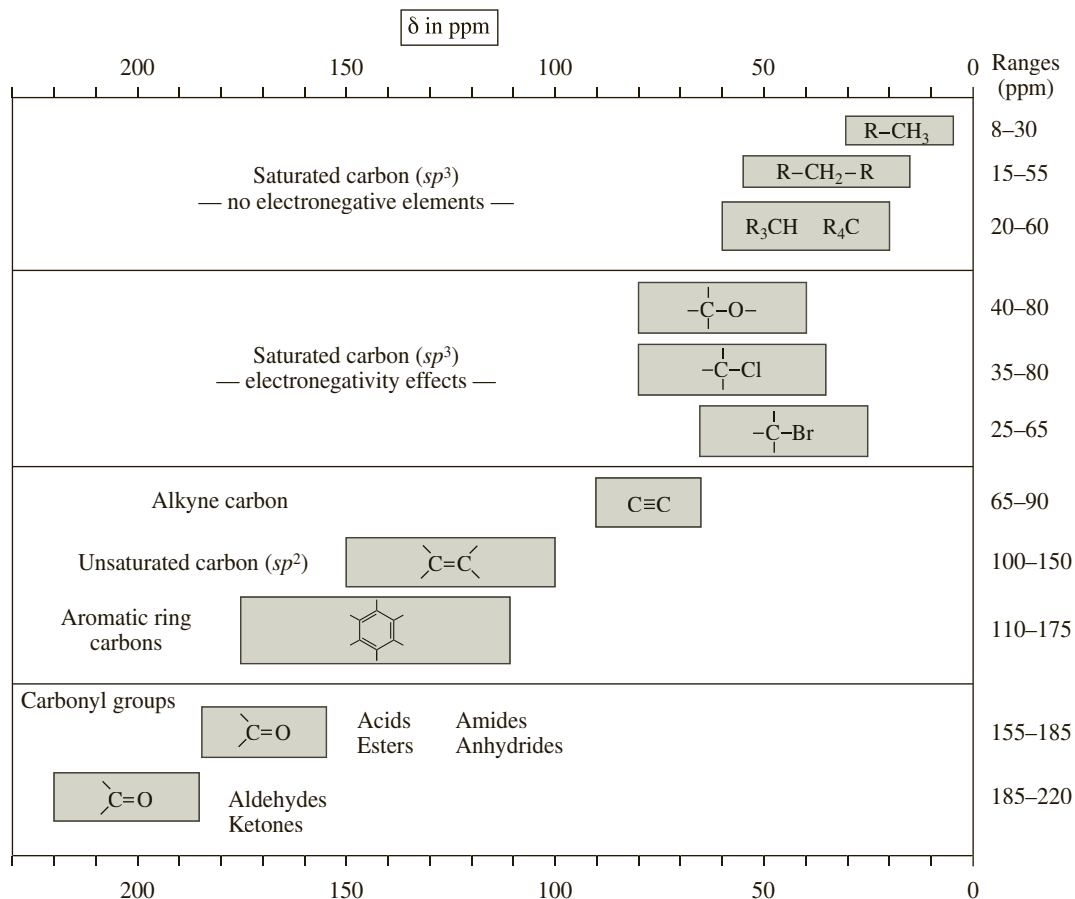 δ in ppm
200 150 100 50 0 Ranges
(ppm)
R–CH₃ 8–30
R–CH₂–R 15–55
Saturated carbon (sp³)
— no electronegative elements —
R₃CH R₄C 20–60
–C–O– 40–80
Saturated carbon (sp³)
— electronegativity effects —
–C–Cl 35–80
–C–Br 25–65
Alkyne carbon C≡C 65–90
Unsaturated carbon (sp²) C=C 100–150
Aromatic ring
carbons 110–175
Carbonyl groups
C=O Acids Amides 155–185
Esters Anhydrides
C=O Aldehydes 185–220
Ketones
200 150 100 50 0